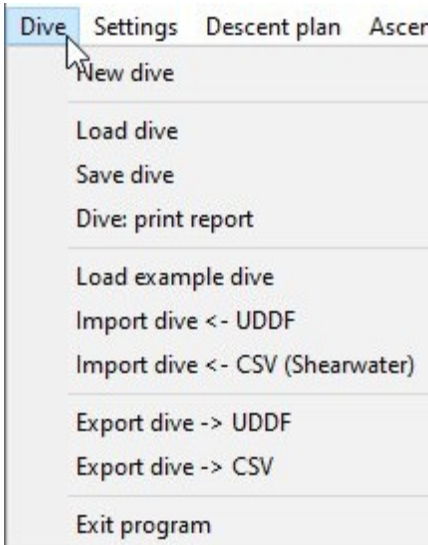 Dive Settings Descent plan Ascer
New dive
Load dive
Save dive
Dive: print report
Load example dive
Import dive <- UDDF
Import dive <- CSV (Shearwater)
Export dive -> UDDF
Export dive -> CSV
Exit program